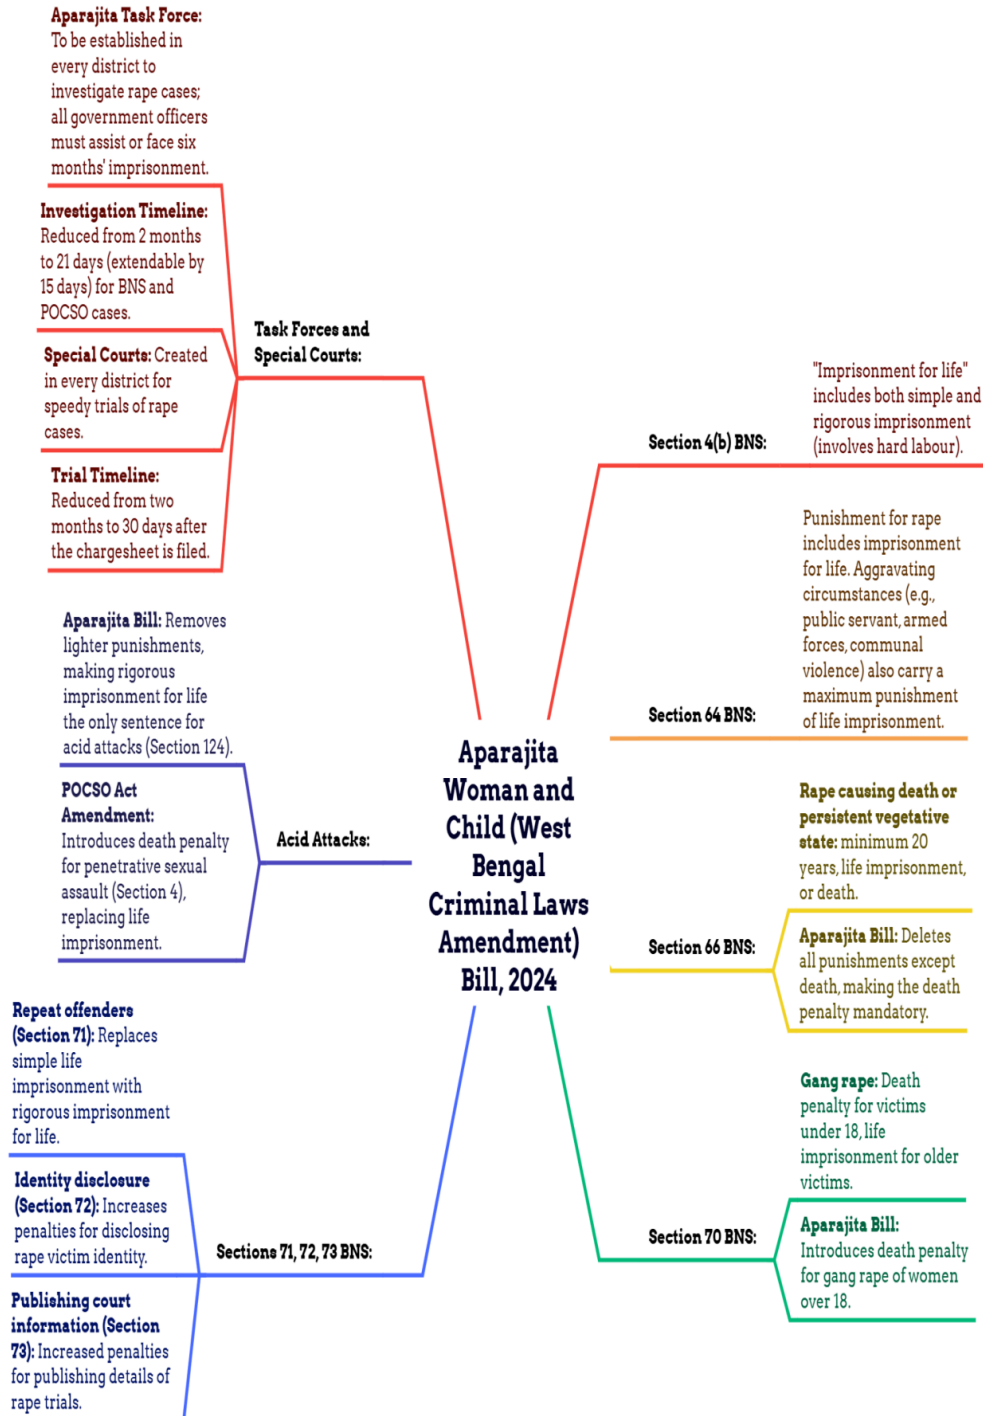 Aparajita Task Force:
To be established in
every district to
investigate rape cases;
all government officers
must assist or face six
months' imprisonment.
Investigation Timeline:
Reduced from 2 months
to 21 days (extendable by
15 days) for BNS and
POCSO cases.
Special Courts: Created
in every district for
speedy trials of rape
cases.
Trial Timeline:
Reduced from two
months to 30 days after
the chargesheet is filed.
Task Forces and
Special Courts:
Aparajita Bill: Removes
lighter punishments,
making rigorous
imprisonment for life
the only sentence for
acid attacks (Section 124).
POCSO Act
Amendment:
Introduces death penalty
for penetrative sexual
assault (Section 4),
replacing life
imprisonment.
Acid Attacks:
Repeat offenders
(Section 71): Replaces
simple life
imprisonment with
rigorous imprisonment
for life.
Identity disclosure
(Section 72): Increases
penalties for disclosing
rape victim identity.
Publishing court
information (Section
73): Increased penalties
for publishing details of
rape trials.
Sections 71, 72, 73 BNS:
Aparajita
Woman and
Child (West
Bengal
Criminal Laws
Amendment)
Bill, 2024
Section 4(b) BNS:
"Imprisonment for life"
includes both simple and
rigorous imprisonment
(involves hard labour).
Section 64 BNS:
Punishment for rape
includes imprisonment
for life. Aggravating
circumstances (e.g.,
public servant, armed
forces, communal
violence) also carry a
maximum punishment
of life imprisonment.
Section 66 BNS:
Rape causing death or
persistent vegetative
state: minimum 20
years, life imprisonment,
or death.
Aparajita Bill: Deletes
all punishments except
death, making the death
penalty mandatory.
Section 70 BNS:
Gang rape: Death
penalty for victims
under 18, life
imprisonment for older
victims.
Aparajita Bill:
Introduces death penalty
for gang rape of women
over 18.